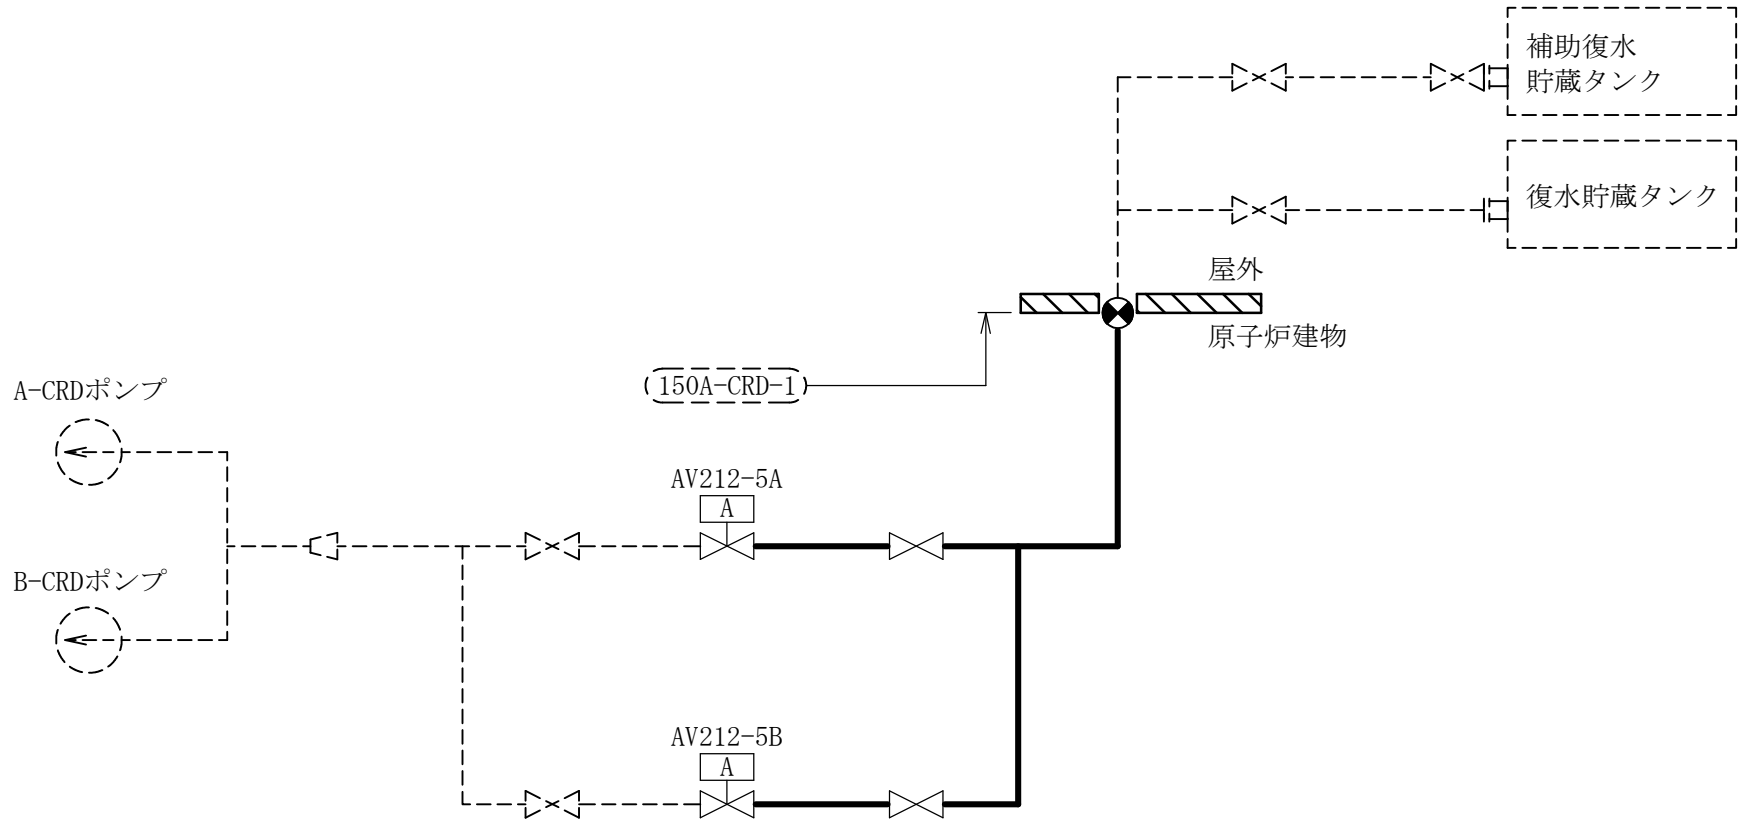 補助復水
貯蔵タンク
復水貯蔵タンク
屋外
原子炉建物
150A-CRD-1
A-CRDポンプ
AV212-5A
A
B-CRDポンプ
AV212-5B
A